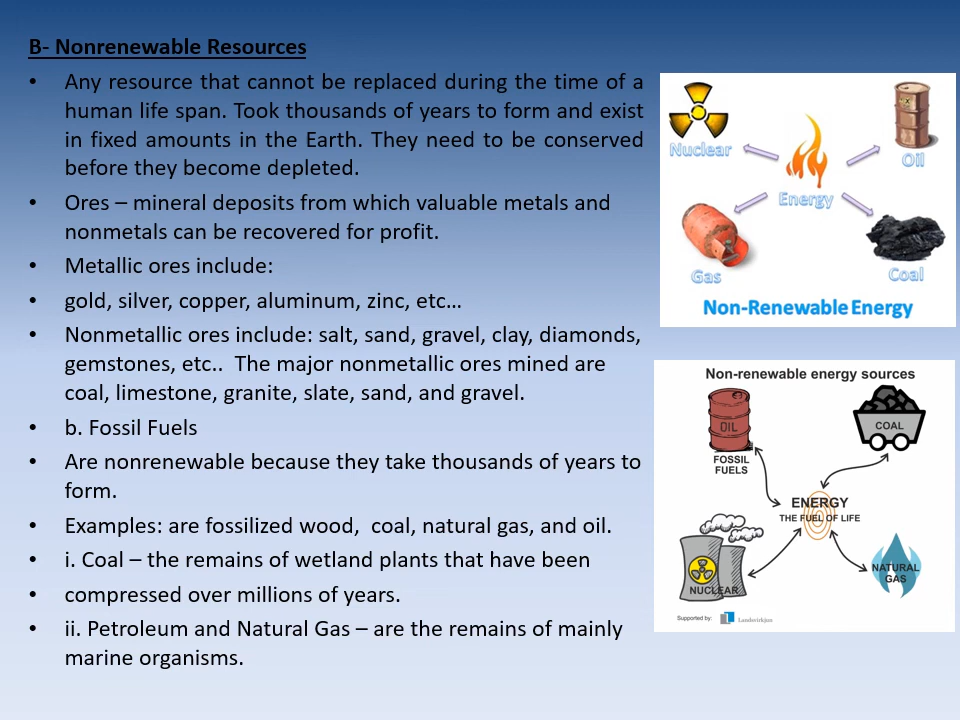 B- Nonrenewable Resources
• Any resource that cannot be replaced during the time of a
human life span. Took thousands of years to form and exist
in fixed amounts in the Earth. They need to be conserved
before they become depleted.
• Ores – mineral deposits from which valuable metals and
nonmetals can be recovered for profit.
• Metallic ores include:
• gold, silver, copper, aluminum, zinc, etc…
• Nonmetallic ores include: salt, sand, gravel, clay, diamonds,
gemstones, etc.. The major nonmetallic ores mined are
coal, limestone, granite, slate, sand, and gravel.
• b. Fossil Fuels
• Are nonrenewable because they take thousands of years to
form.
• Examples: are fossilized wood, coal, natural gas, and oil.
• i. Coal – the remains of wetland plants that have been
• compressed over millions of years.
• ii. Petroleum and Natural Gas – are the remains of mainly
marine organisms.
Nuclear
Oil
Energy
Gas
Coal
Non-Renewable Energy
Non-renewable energy sources
OIL
COAL
FOSSIL
FUELS
ENERGY
THE FUEL OF LIFE
NATURAL
GAS
NUCLEAR
Supported by:
Landsvirkjun